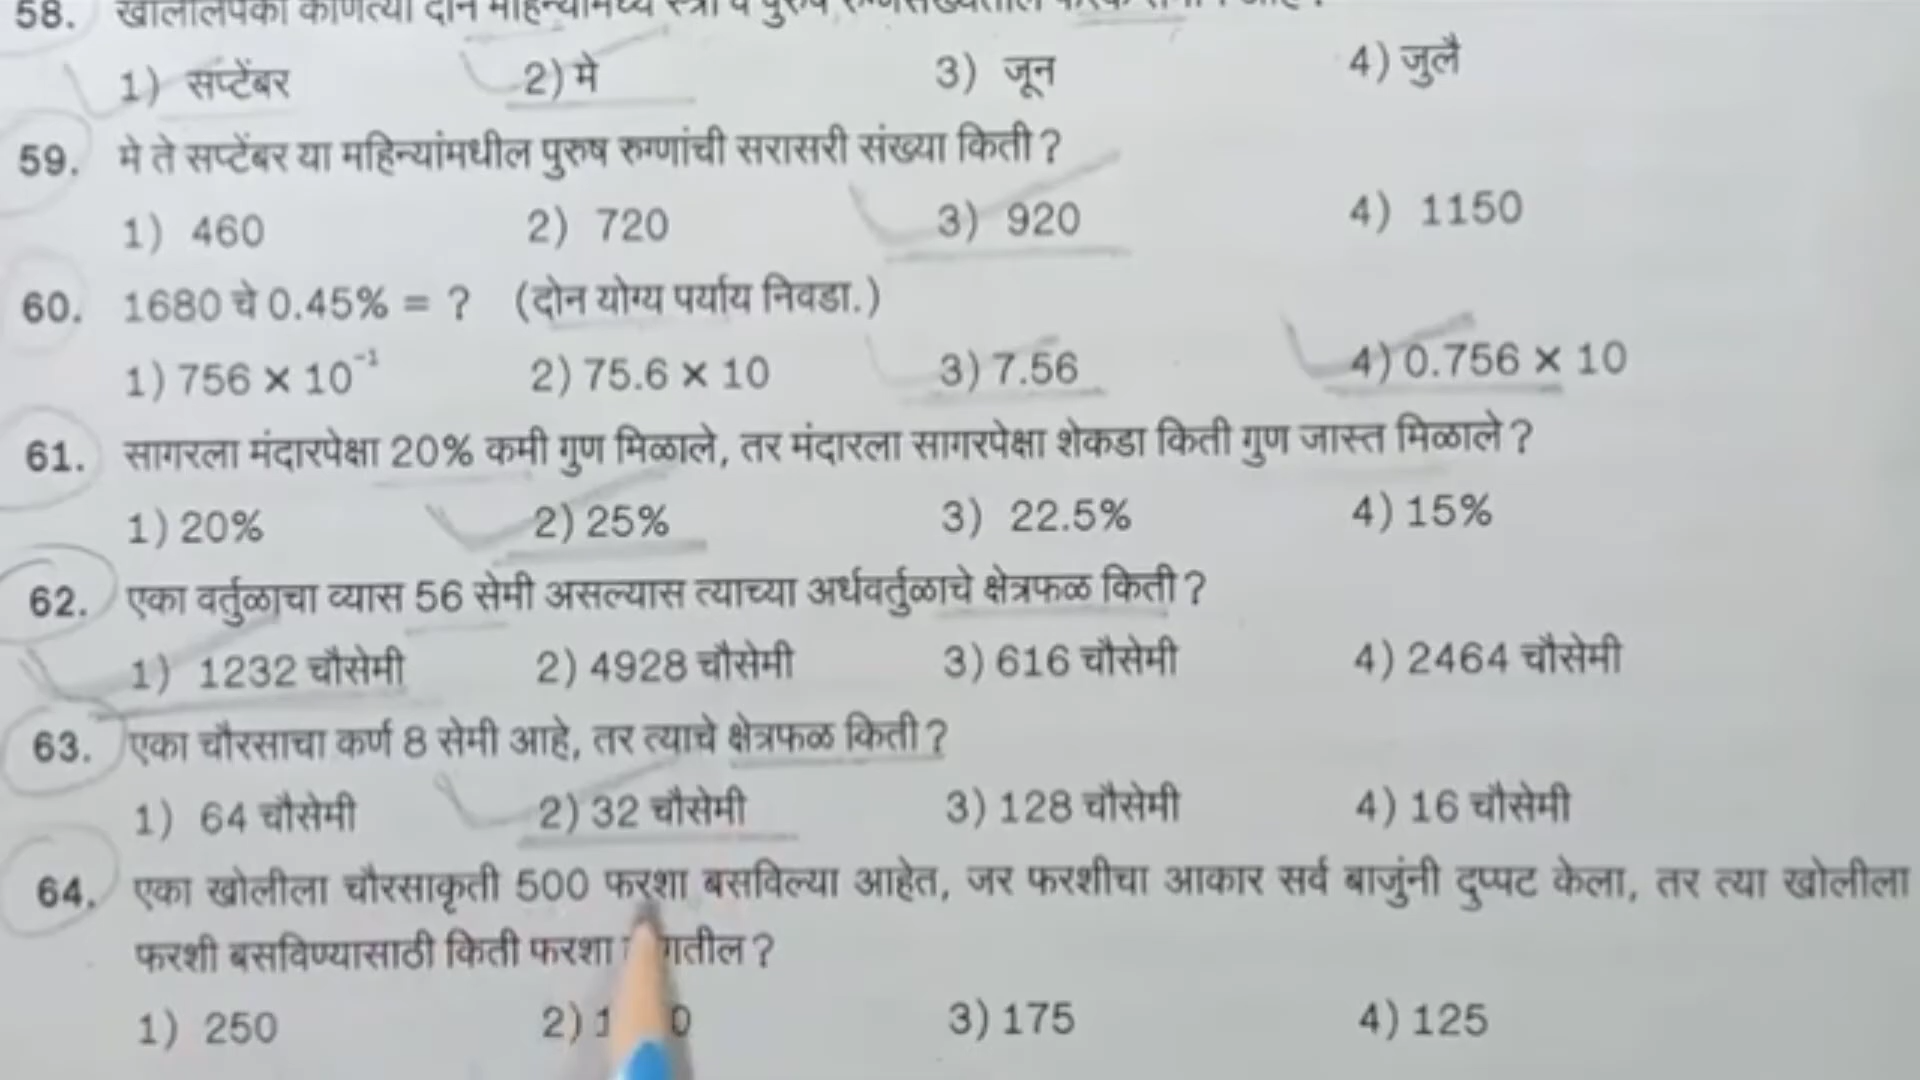 58. खालीलपैकी कोणत्या दोन महिन्यांमध्ये स्त्री व पुरुष
1) सप्टेंबर 2) मे 3) जून 4) जुलै
59. मे ते सप्टेंबर या महिन्यांमधील पुरुष रुग्णांची सरासरी संख्या किती ?
1) 460 2) 720 3) 920 4) 1150
60. 1680 चे 0.45% = ? (दोन योग्य पर्याय निवडा.)
1) 756 × 10⁻¹ 2) 75.6 × 10 3) 7.56 4) 0.756 × 10
61. सागरला मंदारपेक्षा 20% कमी गुण मिळाले, तर मंदारला सागरपेक्षा शेकडा किती गुण जास्त मिळाले ?
1) 20% 2) 25% 3) 22.5% 4) 15%
62. एका वर्तुळाचा व्यास 56 सेमी असल्यास त्याच्या अर्धवर्तुळाचे क्षेत्रफळ किती ?
1) 1232 चौसेमी 2) 4928 चौसेमी 3) 616 चौसेमी 4) 2464 चौसेमी
63. एका चौरसाचा कर्ण 8 सेमी आहे, तर त्याचे क्षेत्रफळ किती ?
1) 64 चौसेमी 2) 32 चौसेमी 3) 128 चौसेमी 4) 16 चौसेमी
64. एका खोलीला चौरसाकृती 500 फरशा बसविल्या आहेत, जर फरशीचा आकार सर्व बाजुंनी दुप्पट केला, तर त्या खोलीला
फरशी बसविण्यासाठी किती फरशा ?
1) 250 2) 3) 175 4) 125